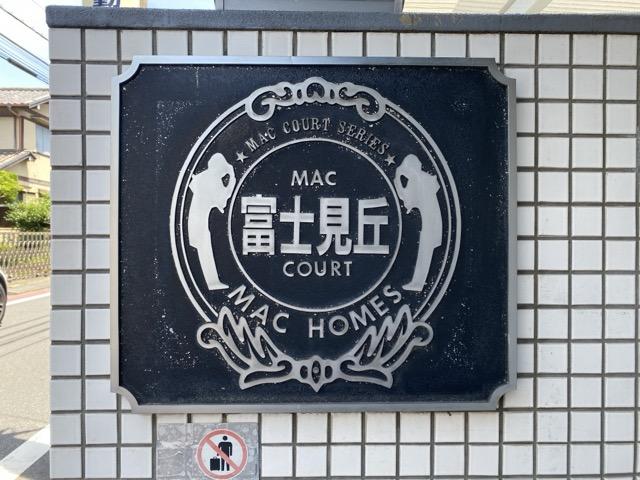 ★ MAC COURT SERIES ★
MAC
富士見丘
COURT
MAC HOMES